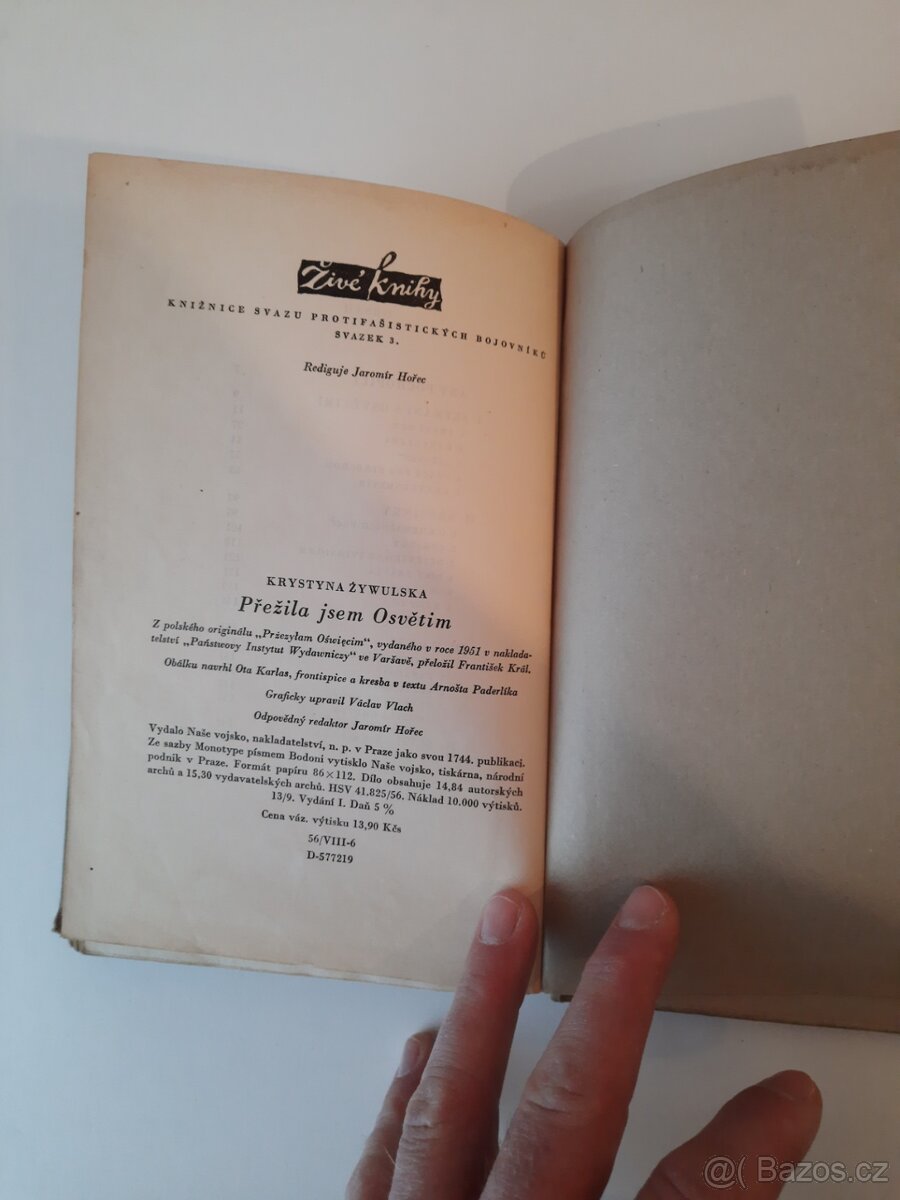 Živé knihy
KNIŽNICE SVAZU PROTIFAŠISTICKÝCH BOJOVNÍKŮ
SVAZEK 3.
Rediguje Jaromír Hořec
KRYSTYNA ŻYWULSKA
Přežila jsem Osvětim
Z polského originálu „Przezyłam Oświęcim“, vydaného v roce 1951 v naklada-
telství „Państwowy Instytut Wydawniczy“ ve Varšavě, přeložil František Král.
Obálku navrhl Ota Karlas, frontispice a kresba v textu Arnošta Paderlíka
Graficky upravil Václav Vlach
Odpovědný redaktor Jaromír Hořec
Vydalo Naše vojsko, nakladatelství, n. p. v Praze jako svou 1744. publikaci.
Ze sazby Monotype písmem Bodoni vytisklo Naše vojsko, tiskárna, národní
podnik v Praze. Formát papíru 86×112. Dílo obsahuje 14,84 autorských
archů a 15,30 vydavatelských archů. HSV 41.825/56. Náklad 10.000 výtisků.
13/9. Vydání I. Daň 5 %
Cena váz. výtisku 13,90 Kčs
56/VIII-6
D-577219
@( Bazos.cz